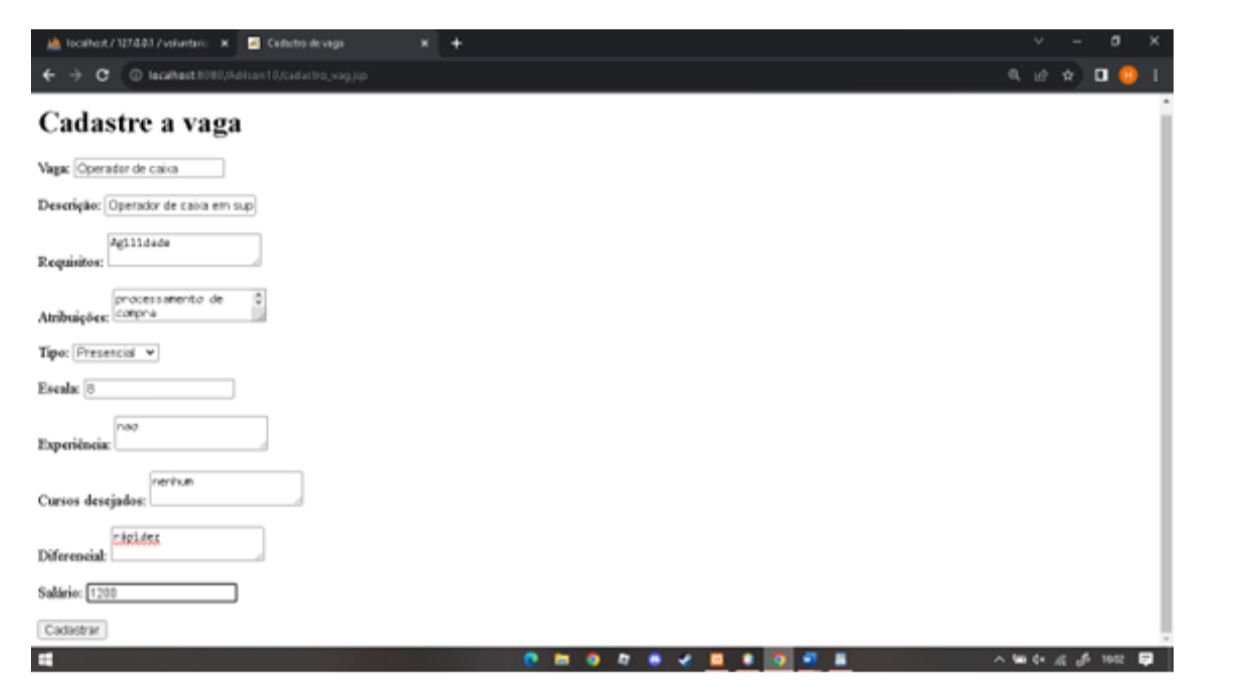 localhost / 127.0.0.1 / voluntario
Cadastro de vaga
localhost:8080/Adilson10/cadastro_vag.jsp
Cadastre a vaga
Vaga: Operador de caixa
Descrição: Operador de caixa em sup
Requisitos: Agilidade
Atribuições: processamento de
compra
Tipo: Presencial
Escala: 8
Experiência: nao
Cursos desejados: nenhum
Diferencial: rápidez
Salário: 1200
Cadastrar
16:02